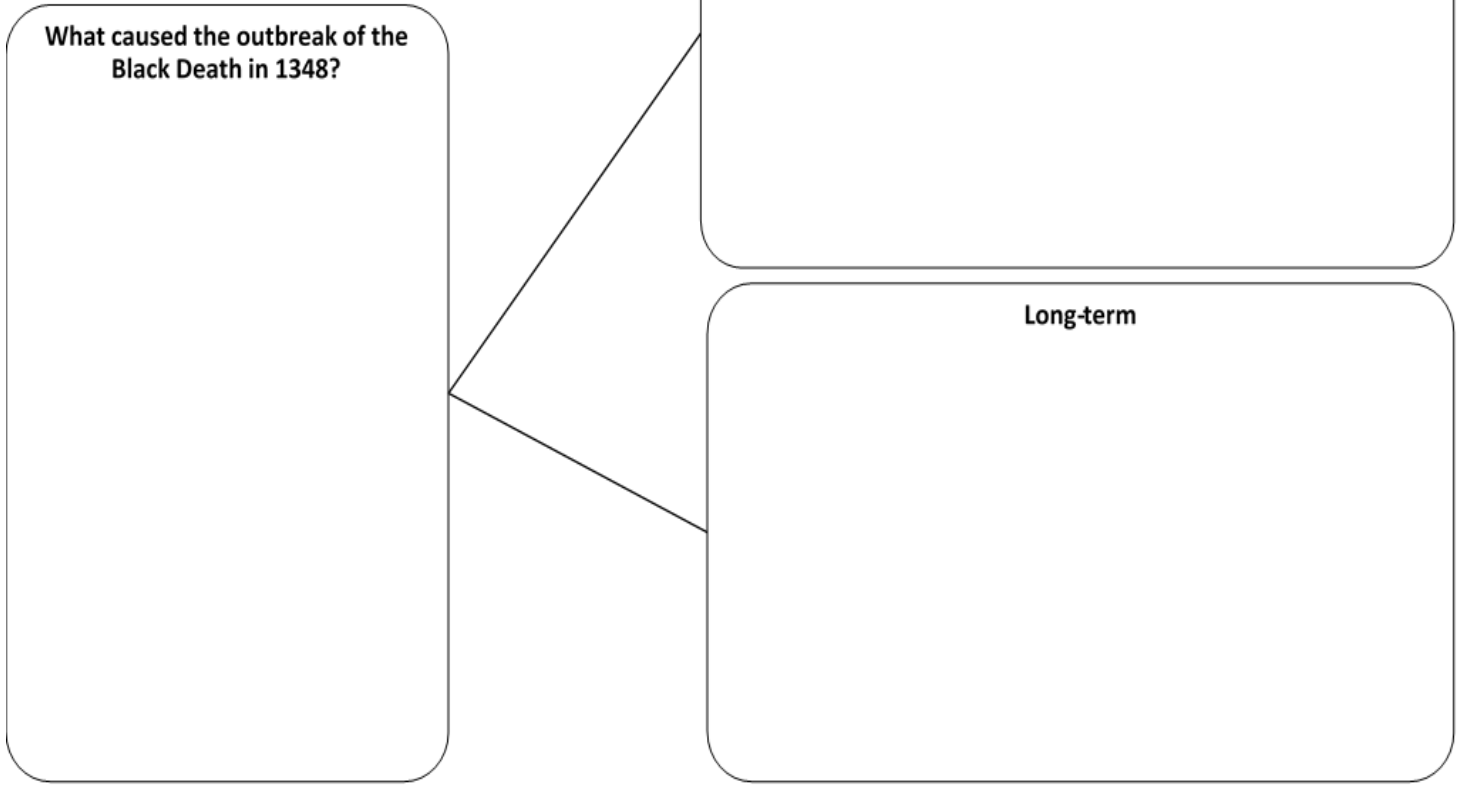 What caused the outbreak of the
Black Death in 1348?
Long-term